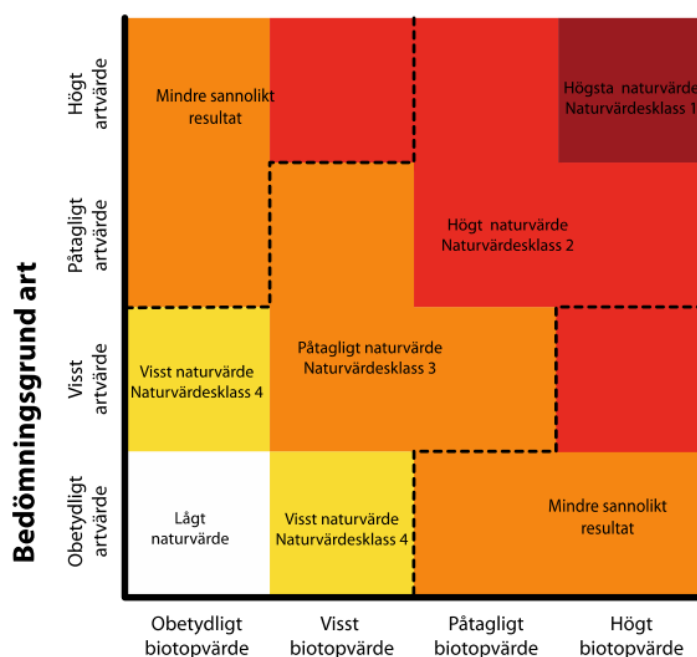 Bedömningsgrund art
Högt
artvärde
Påtagligt
artvärde
Visst
artvärde
Obetydligt
artvärde
Mindre sannolikt
resultat
Högsta naturvärde
Naturvärdesklass 1
Högt naturvärde
Naturvärdesklass 2
Visst naturvärde
Naturvärdesklass 4
Påtagligt naturvärde
Naturvärdesklass 3
Lågt
naturvärde
Visst naturvärde
Naturvärdesklass 4
Mindre sannolikt
resultat
Obetydligt
biotopvärde
Visst
biotopvärde
Påtagligt
biotopvärde
Högt
biotopvärde